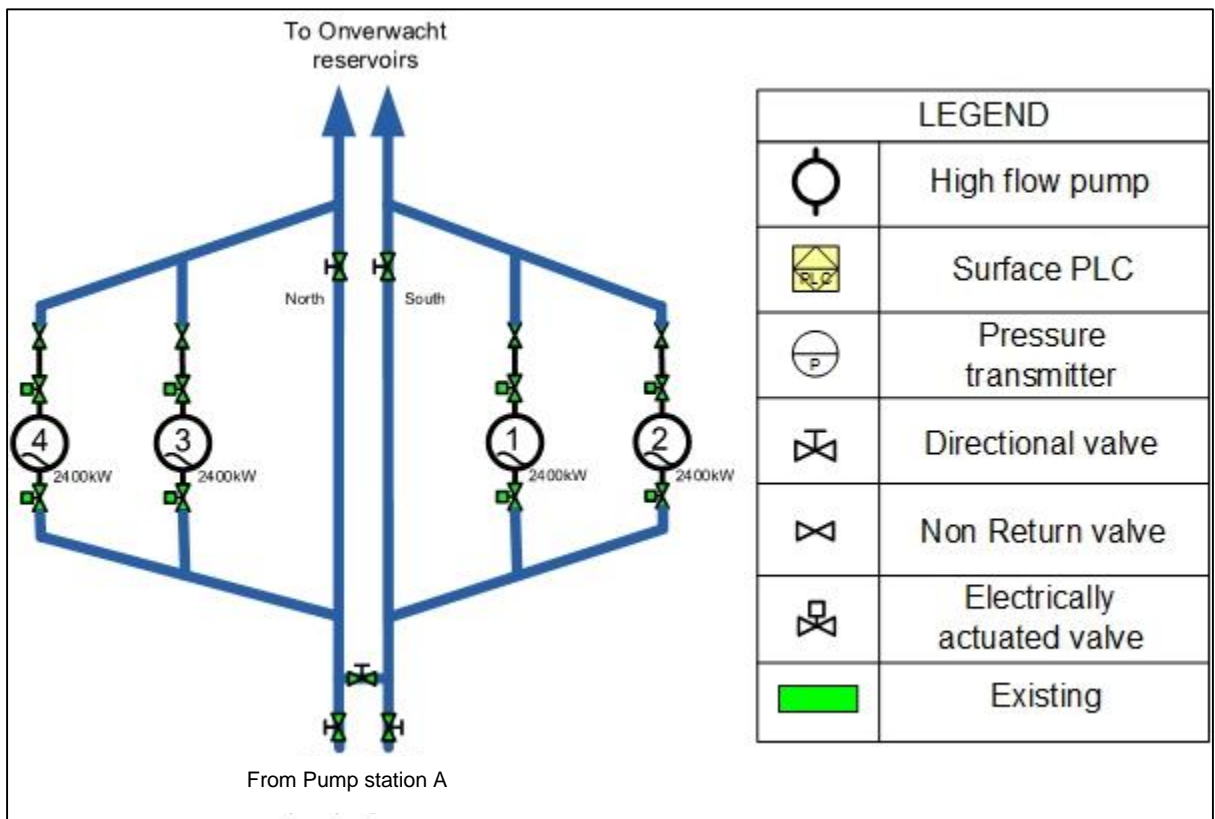 To Onverwacht
reservoirs
North
South
4
3
1
2
2400kW
2400kW
2400kW
2400kW
From Pump station A
LEGEND
High flow pump
PLC
Surface PLC
P
Pressure
transmitter
Directional valve
Non Return valve
Electrically
actuated valve
Existing